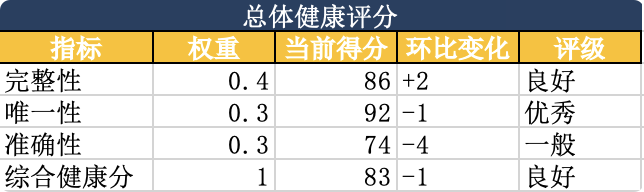 总体健康评分
指标 权重 当前得分 环比变化 评级
完整性 0.4 86 +2 良好
唯一性 0.3 92 -1 优秀
准确性 0.3 74 -4 一般
综合健康分 1 83 -1 良好